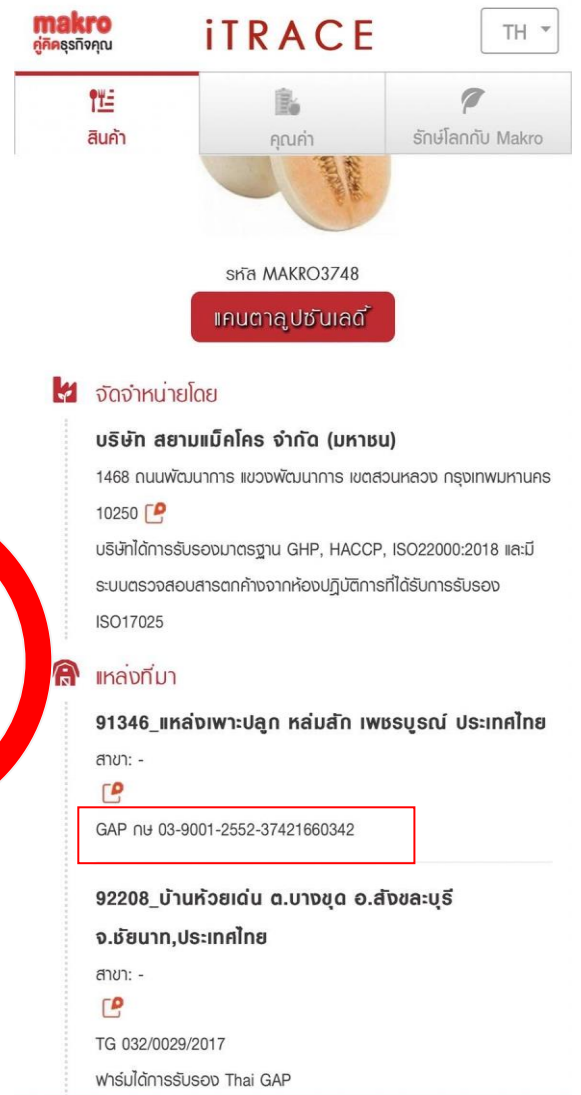 makro
คู่คิดธุรกิจคุณ
iTRACE
TH
สินค้า
คุณค่า
รักษ์โลกกับ Makro
รหัส MAKRO3748
แคนตาลูปซันเลดี้
จัดจำหน่ายโดย
บริษัท สยามแม็คโคร จำกัด (มหาชน)
1468 ถนนพัฒนาการ แขวงพัฒนาการ เขตสวนหลวง กรุงเทพมหานคร
10250
บริษัทได้การรับรองมาตรฐาน GHP, HACCP, ISO22000:2018 และมี
ระบบตรวจสอบสารตกค้างจากห้องปฏิบัติการที่ได้รับการรับรอง
ISO17025
แหล่งที่มา
91346_แหล่งเพาะปลูก หล่มสัก เพชรบูรณ์ ประเทศไทย
สาขา: -
GAP กษ 03-9001-2552-37421660342
92208_บ้านห้วยเด่น ต.บางขุด อ.สังขละบุรี
จ.ชัยนาท,ประเทศไทย
สาขา: -
TG 032/0029/2017
ฟาร์มได้การรับรอง Thai GAP